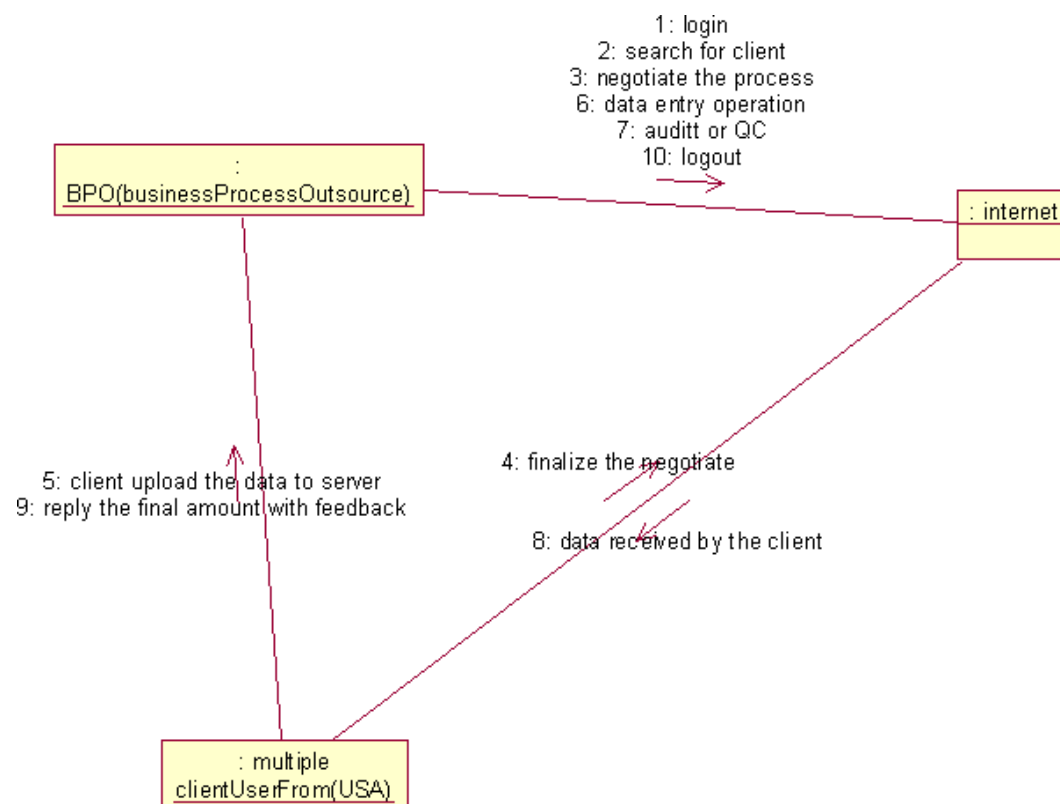 1: login
2: search for client
3: negotiate the process
6: data entry operation
7: auditt or QC
10: logout
:
BPO(businessProcessOutsource)
: internet
4: finalize the negotiate
5: client upload the data to server
9: reply the final amount with feedback
8: data received by the client
: multiple
clientUserFrom(USA)